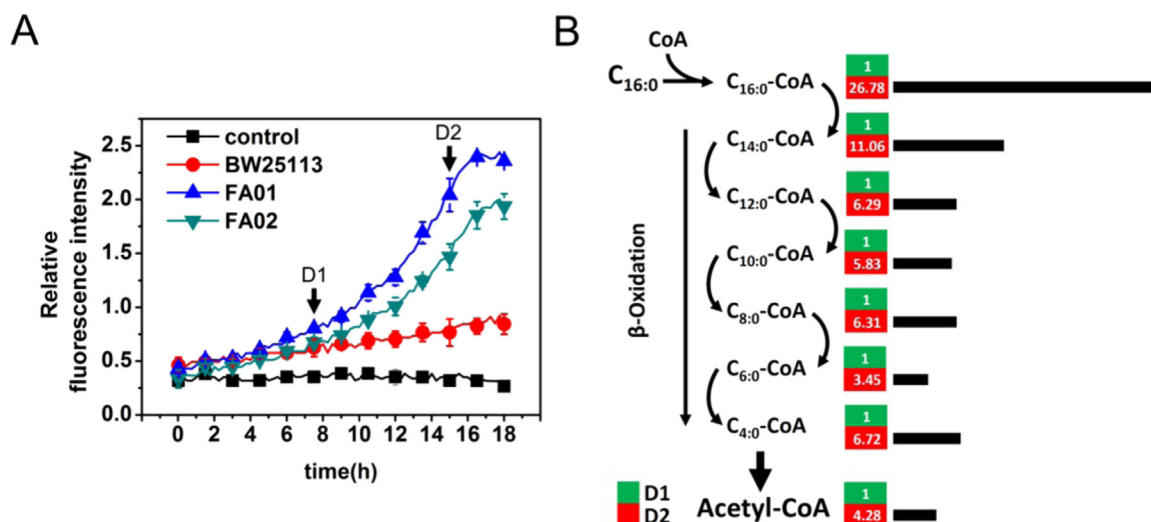 A
Relative
fluorescence intensity
2.5
2.0
1.5
1.0
0.5
0.0
control
BW25113
FA01
FA02
D1
D2
0 2 4 6 8 10 12 14 16 18
time(h)
B
CoA
C16:0
C16:0-CoA
1
26.78
C14:0-CoA
1
11.06
C12:0-CoA
1
6.29
C10:0-CoA
1
5.83
C8:0-CoA
1
6.31
C6:0-CoA
1
3.45
C4:0-CoA
1
6.72
β-Oxidation
Acetyl-CoA
1
4.28
D1
D2